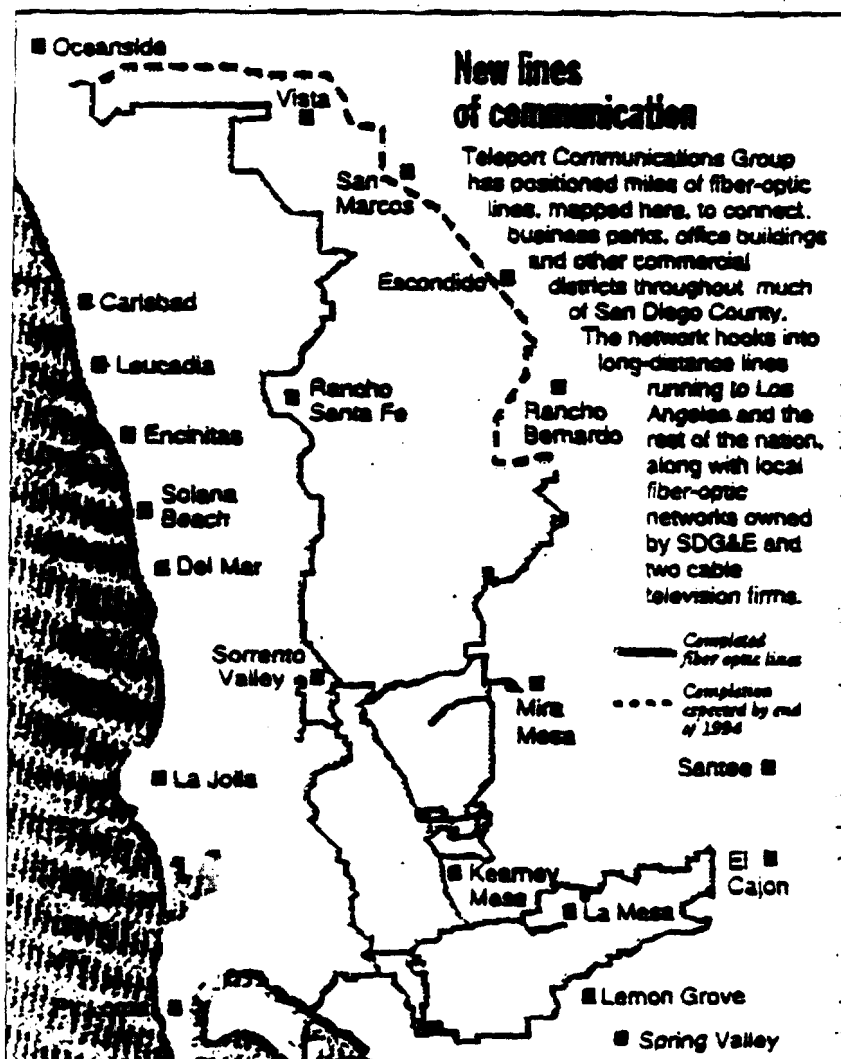 Oceanside
New lines
of communication
Vista
Teleport Communications Group
has positioned miles of fiber-optic
lines, mapped here, to connect.
business parks, office buildings
and other commercial
districts throughout much
of San Diego County.
The network hooks into
long-distance lines
running to Los
Angeles and the
rest of the nation,
along with local
fiber-optic
networks owned
by SDG&E and
two cable
television firms.
San
Marcos
Escondido
Carlsbad
Leucadia
Rancho
Santa Fe
Rancho
Bernardo
Encinitas
Solana
Beach
Del Mar
Sorrento
Valley
Completed
fiber optic lines
Completion
expected by end
of 1994
Mira
Mesa
Santee
La Jolla
Kearney
Mesa
El
Cajon
La Mesa
Lemon Grove
Spring Valley